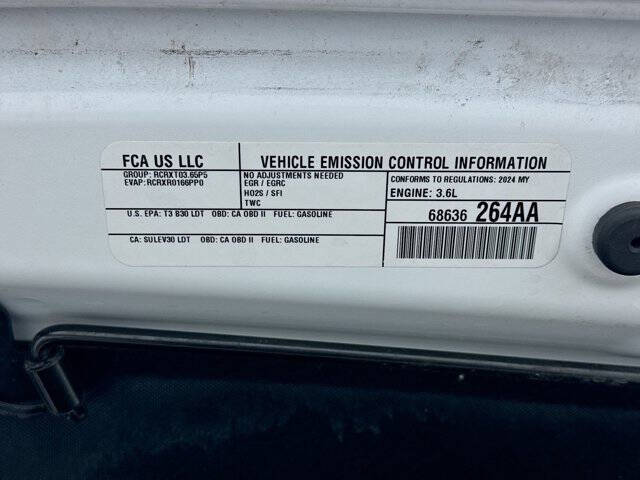 FCA US LLC
GROUP: RCRXT03.65P5
EVAP: RCRXR0166PP0
VEHICLE EMISSION CONTROL INFORMATION
NO ADJUSTMENTS NEEDED
EGR / EGRC
HO2S / SFI
TWC
CONFORMS TO REGULATIONS: 2024 MY
ENGINE: 3.6L
U.S. EPA: T3 B30 LDT OBD: CA OBD II FUEL: GASOLINE
68636 264AA
CA: SULEV30 LDT OBD: CA OBD II FUEL: GASOLINE